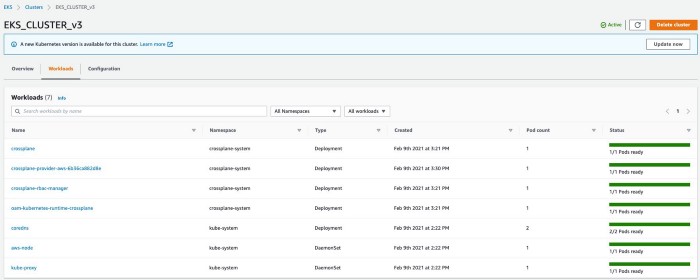 EKS > Clusters > EKS_CLUSTER_v3
EKS_CLUSTER_v3
Active
Delete cluster
A new Kubernetes version is available for this cluster. Learn more
Update now
Overview Workloads Configuration
Workloads (7) Info
Search workloads by name
All Namespaces
All workloads
1
Name Namespace Type Created Pod count Status
crossplane crossplane-system Deployment Feb 9th 2021 at 3:21 PM 1 1/1 Pods ready
crossplane-provider-aws-6b56ca882d8e crossplane-system Deployment Feb 9th 2021 at 3:30 PM 1 1/1 Pods ready
crossplane-rbac-manager crossplane-system Deployment Feb 9th 2021 at 3:21 PM 1 1/1 Pods ready
oam-kubernetes-runtime-crossplane crossplane-system Deployment Feb 9th 2021 at 3:21 PM 1 1/1 Pods ready
coredns kube-system Deployment Feb 9th 2021 at 2:22 PM 2 2/2 Pods ready
aws-node kube-system DaemonSet Feb 9th 2021 at 2:22 PM 1 1/1 Pods ready
kube-proxy kube-system DaemonSet Feb 9th 2021 at 2:22 PM 1 1/1 Pods ready